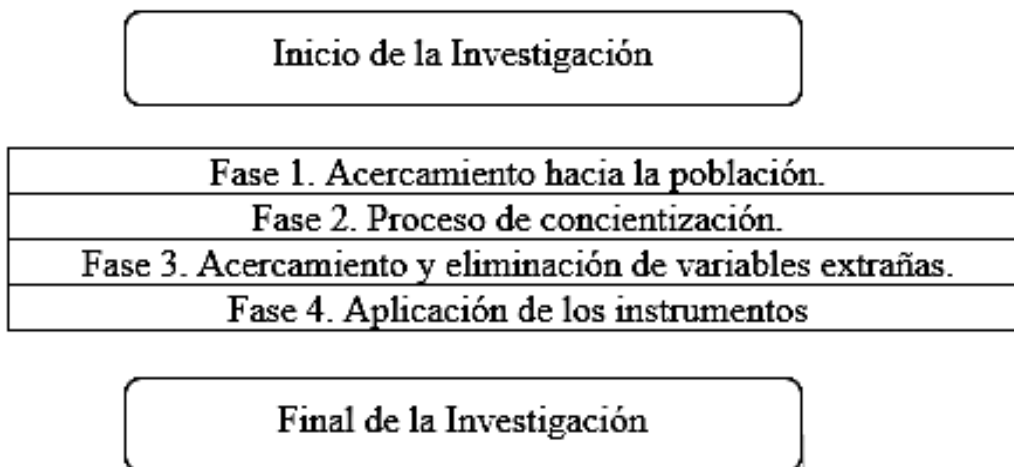 Inicio de la Investigación
Fase 1. Acercamiento hacia la población.
Fase 2. Proceso de concientización.
Fase 3. Acercamiento y eliminación de variables extrañas.
Fase 4. Aplicación de los instrumentos
Final de la Investigación